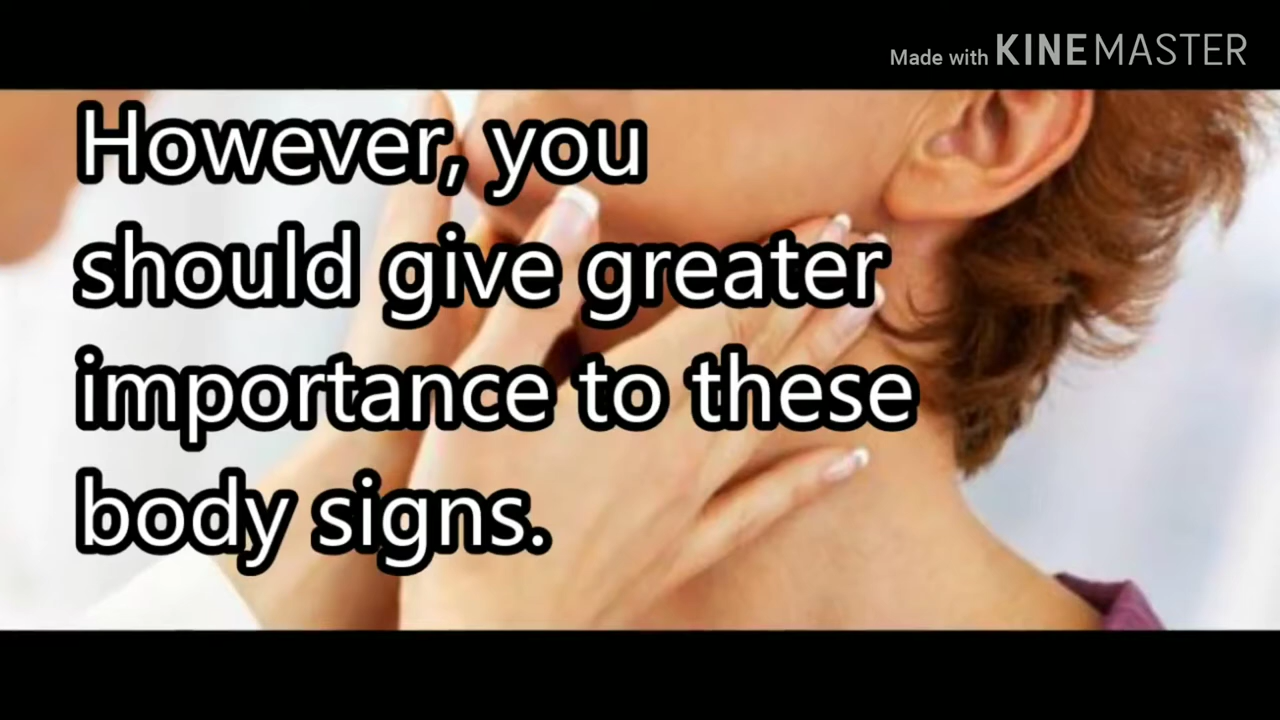 Made with KINEMASTER
However, you
should give greater
importance to these
body signs.